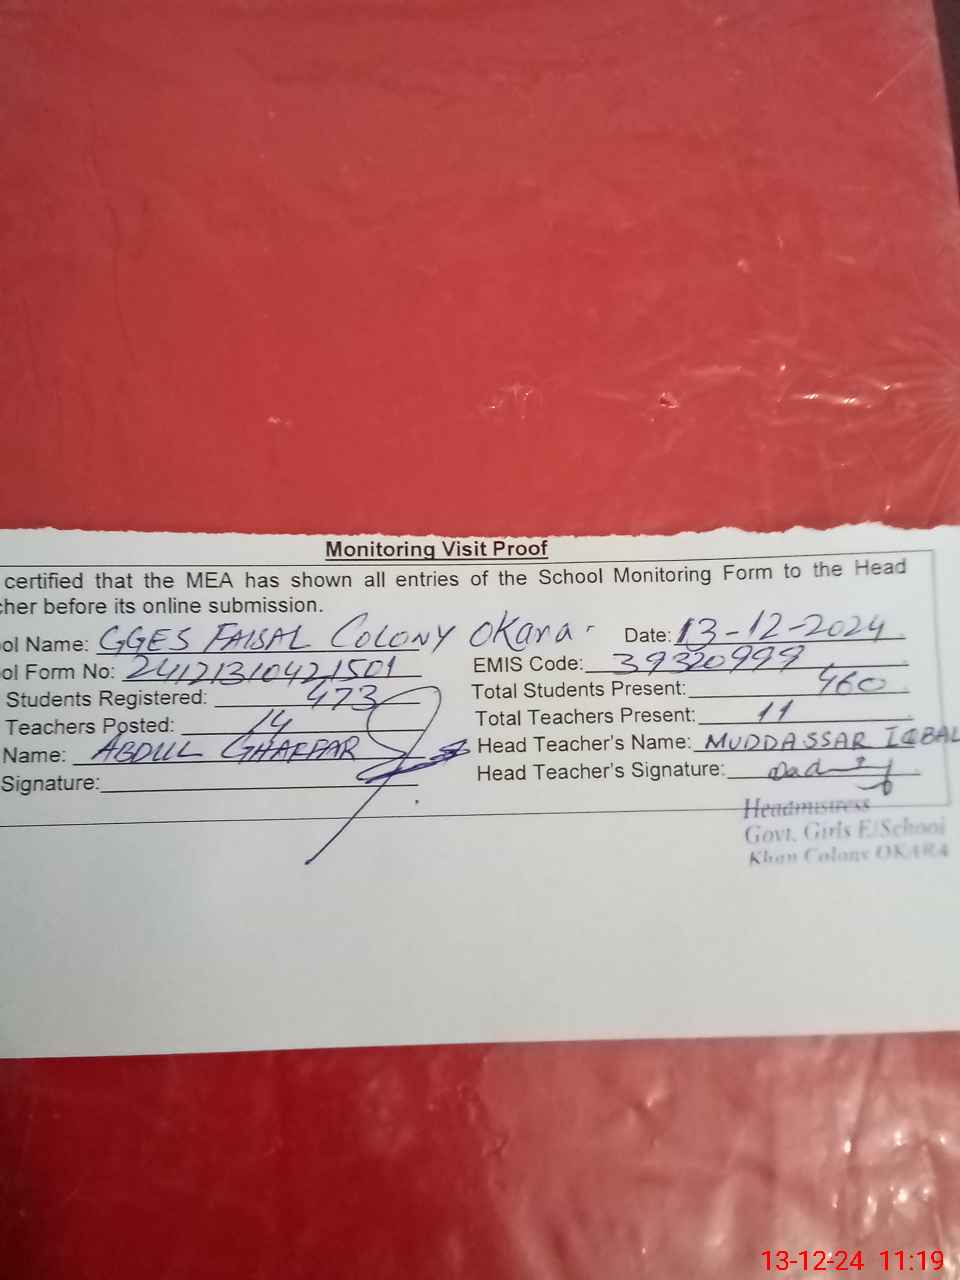 Monitoring Visit Proof
certified that the MEA has shown all entries of the School Monitoring Form to the Head
cher before its online submission.
ol Name: GGES FAISAL COLONY OKara. Date: 13-12-2024
ol Form No: 24121310421501 EMIS Code: 39320999
Students Registered: 473 Total Students Present: 460
Teachers Posted: 14 Total Teachers Present: 11
Name: ABDUL GHAFFAR Head Teacher's Name: MUDDASSAR IQBAL
Signature: Head Teacher's Signature:
Headmistress
Govt. Girls E/School
Khan Colony OKARA
13-12-24 11:19